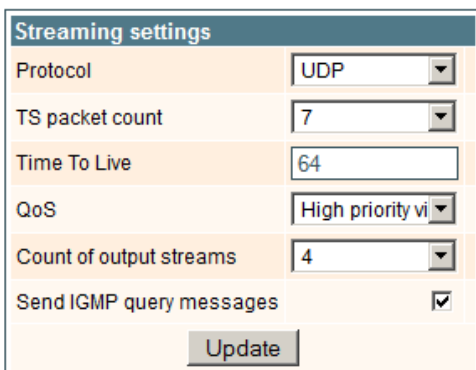 Streaming settings
Protocol UDP
TS packet count 7
Time To Live 64
QoS High priority vi
Count of output streams 4
Send IGMP query messages
Update